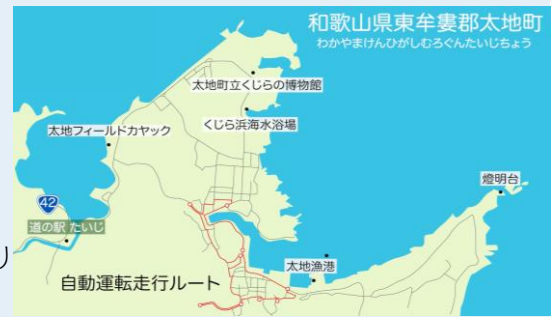 和歌山県東牟婁郡太地町
わかやまけんひがしむろぐんたいじちょう
太地町立くじらの博物館
くじら浜海水浴場
太地フィールドカヤック
燈明台
42
道の駅 たいじ
り
太地漁港
自動運転走行ルート